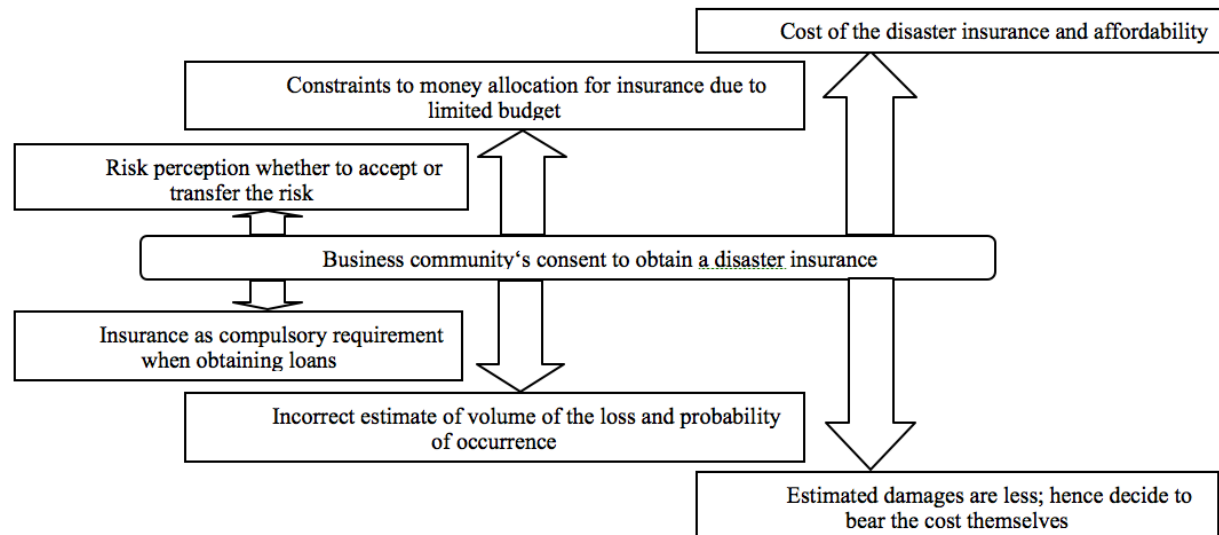 Cost of the disaster insurance and affordability
Constraints to money allocation for insurance due to
limited budget
Risk perception whether to accept or
transfer the risk
Business community‘s consent to obtain a disaster insurance
Insurance as compulsory requirement
when obtaining loans
Incorrect estimate of volume of the loss and probability
of occurrence
Estimated damages are less; hence decide to
bear the cost themselves